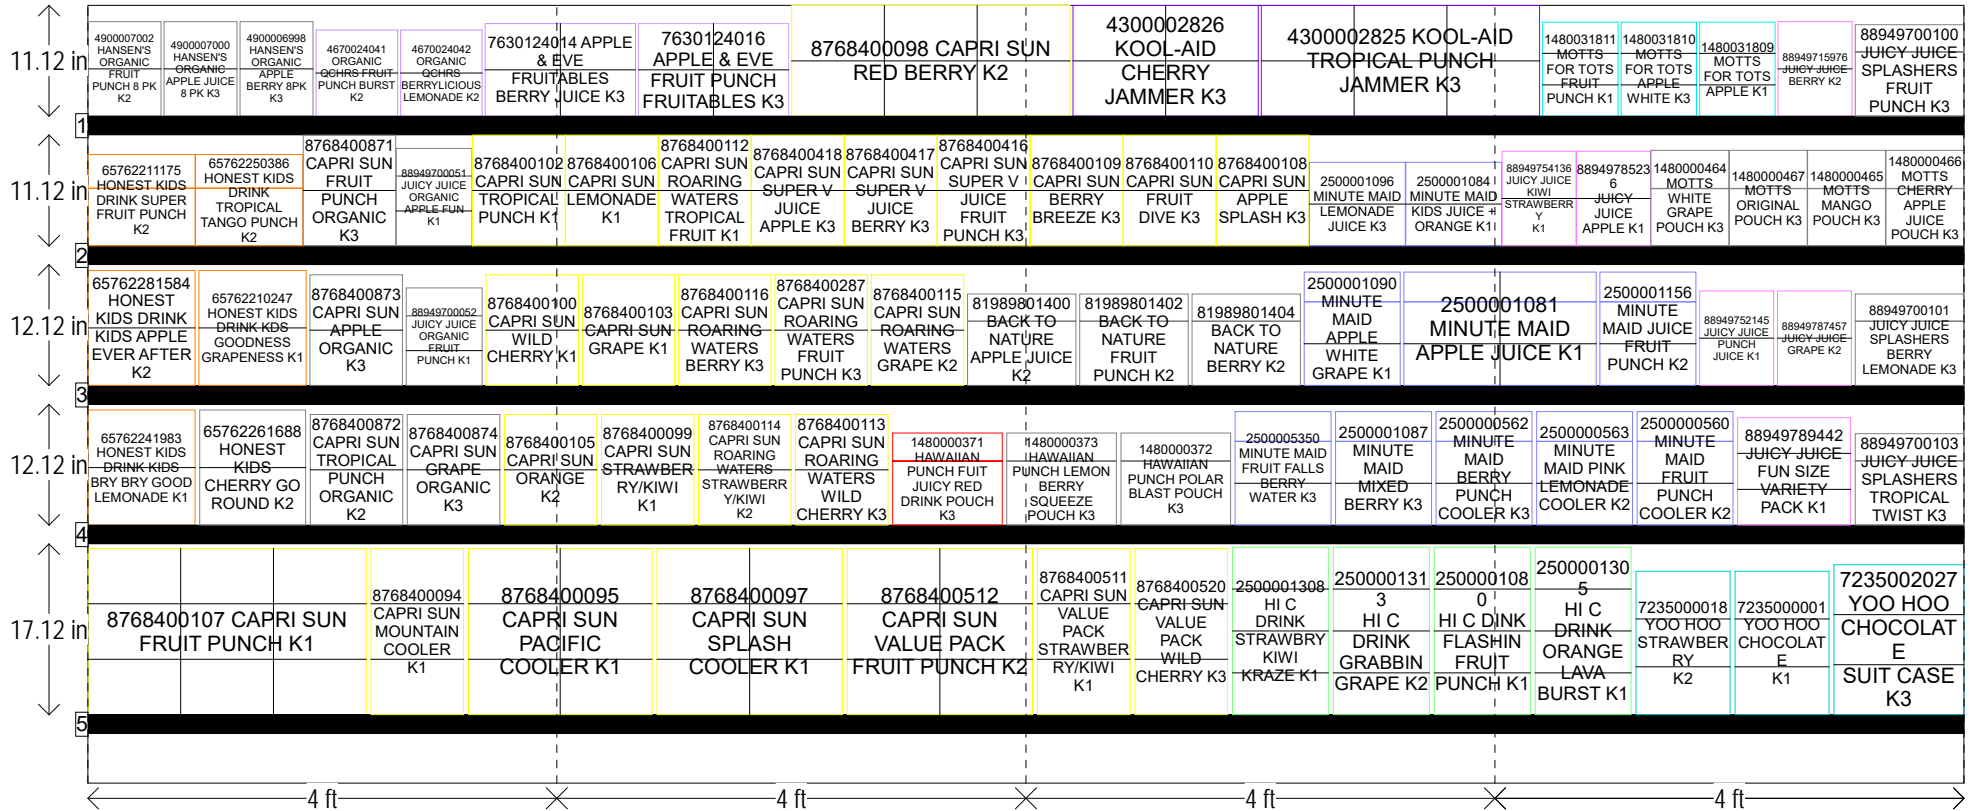 11.12 in
4900007002
HANSEN'S
ORGANIC
FRUIT
PUNCH 8 PK
K2
4900007000
HANSEN'S
ORGANIC
APPLE JUICE
8 PK K3
4900006998
HANSEN'S
ORGANIC
APPLE
BERRY 8PK
K3
4670024041
ORGANIC
QCHRS FRUIT
PUNCH BURST
K2
4670024042
ORGANIC
QCHRS
BERRYLICIOUS
LEMONADE K2
7630124014 APPLE
& EVE
FRUITABLES
BERRY JUICE K3
7630124016
APPLE & EVE
FRUIT PUNCH
FRUITABLES K3
8768400098 CAPRI SUN
RED BERRY K2
4300002826
KOOL-AID
CHERRY
JAMMER K3
4300002825 KOOL-AID
TROPICAL PUNCH
JAMMER K3
1480031811
MOTTS
FOR TOTS
FRUIT
PUNCH K1
1480031810
MOTTS
FOR TOTS
APPLE
WHITE K3
1480031809
MOTTS
FOR TOTS
APPLE K1
88949715976
JUICY JUICE
BERRY K2
88949700100
JUICY JUICE
SPLASHERS
FRUIT
PUNCH K3
1
11.12 in
65762211175
HONEST KIDS
DRINK SUPER
FRUIT PUNCH
K2
65762250386
HONEST KIDS
DRINK
TROPICAL
TANGO PUNCH
K2
8768400871
CAPRI SUN
FRUIT
PUNCH
ORGANIC
K3
88949700051
JUICY JUICE
ORGANIC
APPLE FUN
K1
8768400102
CAPRI SUN
TROPICAL
PUNCH K1
8768400106
CAPRI SUN
LEMONADE
K1
8768400112
CAPRI SUN
ROARING
WATERS
TROPICAL
FRUIT K1
8768400418
CAPRI SUN
SUPER V
JUICE
APPLE K3
8768400417
CAPRI SUN
SUPER V
JUICE
BERRY K3
8768400416
CAPRI SUN
SUPER V
JUICE
FRUIT
PUNCH K3
8768400109
CAPRI SUN
BERRY
BREEZE K3
8768400110
CAPRI SUN
FRUIT
DIVE K3
8768400108
CAPRI SUN
APPLE
SPLASH K3
2500001096
MINUTE MAID
LEMONADE
JUICE K3
2500001084
MINUTE MAID
KIDS JUICE +
ORANGE K1
88949754136
JUICY JUICE
KIWI
STRAWBERR
Y
K1
8894978523
6
JUICY
JUICE
APPLE K1
1480000464
MOTTS
WHITE
GRAPE
POUCH K3
1480000467
MOTTS
ORIGINAL
POUCH K3
1480000465
MOTTS
MANGO
POUCH K3
1480000466
MOTTS
CHERRY
APPLE
JUICE
POUCH K3
2
12.12 in
65762281584
HONEST
KIDS DRINK
KIDS APPLE
EVER AFTER
K2
65762210247
HONEST KIDS
DRINK KDS
GOODNESS
GRAPENESS K1
8768400873
CAPRI SUN
APPLE
ORGANIC
K3
88949700052
JUICY JUICE
ORGANIC
FRUIT
PUNCH K1
8768400100
CAPRI SUN
WILD
CHERRY K1
8768400103
CAPRI SUN
GRAPE K1
8768400116
CAPRI SUN
ROARING
WATERS
BERRY K3
8768400287
CAPRI SUN
ROARING
WATERS
FRUIT
PUNCH K3
8768400115
CAPRI SUN
ROARING
WATERS
GRAPE K2
81989801400
BACK TO
NATURE
APPLE JUICE
K2
81989801402
BACK TO
NATURE
FRUIT
PUNCH K2
81989801404
BACK TO
NATURE
BERRY K2
2500001090
MINUTE
MAID
APPLE
WHITE
GRAPE K1
2500001081
MINUTE MAID
APPLE JUICE K1
2500001156
MINUTE
MAID JUICE
FRUIT
PUNCH K2
88949752145
JUICY JUICE
PUNCH
JUICE K1
88949787457
JUICY JUICE
GRAPE K2
88949700101
JUICY JUICE
SPLASHERS
BERRY
LEMONADE K3
3
12.12 in
65762241983
HONEST KIDS
DRINK KIDS
BRY BRY GOOD
LEMONADE K1
65762261688
HONEST
KIDS
CHERRY GO
ROUND K2
8768400872
CAPRI SUN
TROPICAL
PUNCH
ORGANIC
K2
8768400874
CAPRI SUN
GRAPE
ORGANIC
K3
8768400105
CAPRI SUN
ORANGE
K2
8768400099
CAPRI SUN
STRAWBER
RY/KIWI
K1
8768400114
CAPRI SUN
ROARING
WATERS
STRAWBERR
Y/KIWI
K2
8768400113
CAPRI SUN
ROARING
WATERS
WILD
CHERRY K3
1480000371
HAWAIIAN
PUNCH FUIT
JUICY RED
DRINK POUCH
K3
1480000373
HAWAIIAN
PUNCH LEMON
BERRY
SQUEEZE
POUCH K3
1480000372
HAWAIIAN
PUNCH POLAR
BLAST POUCH
K3
2500005350
MINUTE MAID
FRUIT FALLS
BERRY
WATER K3
2500001087
MINUTE
MAID
MIXED
BERRY K3
2500000562
MINUTE
MAID
BERRY
PUNCH
COOLER K3
2500000563
MINUTE
MAID PINK
LEMONADE
COOLER K2
2500000560
MINUTE
MAID
FRUIT
PUNCH
COOLER K2
88949789442
JUICY JUICE
FUN SIZE
VARIETY
PACK K1
88949700103
JUICY JUICE
SPLASHERS
TROPICAL
TWIST K3
4
17.12 in
8768400107 CAPRI SUN
FRUIT PUNCH K1
8768400094
CAPRI SUN
MOUNTAIN
COOLER
K1
8768400095
CAPRI SUN
PACIFIC
COOLER K1
8768400097
CAPRI SUN
SPLASH
COOLER K1
8768400512
CAPRI SUN
VALUE PACK
FRUIT PUNCH K2
8768400511
CAPRI SUN
VALUE
PACK
STRAWBER
RY/KIWI
K1
8768400520
CAPRI SUN
VALUE
PACK
WILD
CHERRY K3
2500001308
HI C
DRINK
STRAWBRY
KIWI
KRAZE K1
250000131
3
HI C
DRINK
GRABBIN
GRAPE K2
250000108
0
HI C DINK
FLASHIN
FRUIT
PUNCH K1
250000130
5
HI C
DRINK
ORANGE
LAVA
BURST K1
7235000018
YOO HOO
STRAWBER
RY
K2
7235000001
YOO HOO
CHOCOLAT
E
K1
7235002027
YOO HOO
CHOCOLAT
E
SUIT CASE
K3
5
4 ft
4 ft
4 ft
4 ft